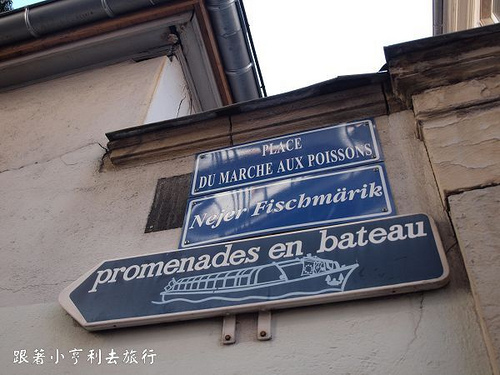 PLACE
DU MARCHE AUX POISSONS
Nejer Fischmärik
promenades en bateau
跟著小亨利去旅行